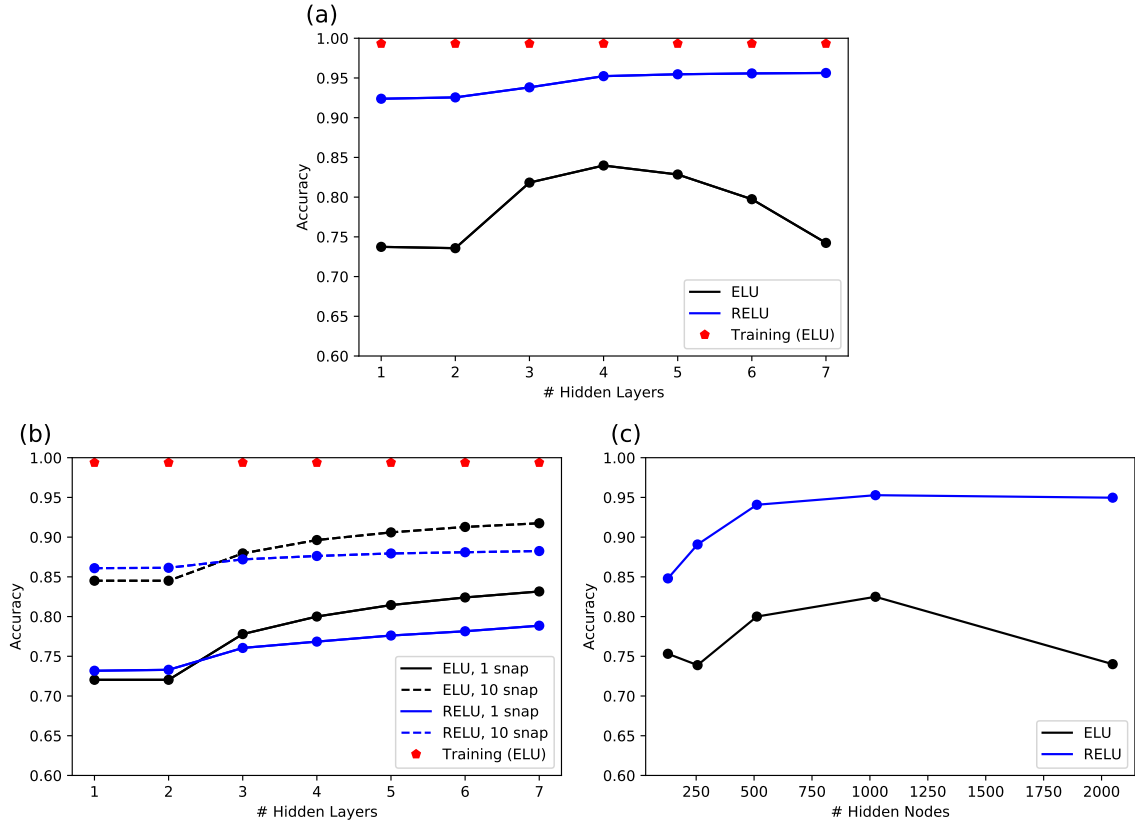 (a)
1.00
0.95
0.90
0.85
0.80
0.75
0.70
0.65
0.60
Accuracy
1 2 3 4 5 6 7
# Hidden Layers
ELU
RELU
Training (ELU)
(b)
1.00
0.95
0.90
0.85
0.80
0.75
0.70
0.65
0.60
Accuracy
1 2 3 4 5 6 7
# Hidden Layers
ELU, 1 snap
ELU, 10 snap
RELU, 1 snap
RELU, 10 snap
Training (ELU)
(c)
1.00
0.95
0.90
0.85
0.80
0.75
0.70
0.65
0.60
Accuracy
250 500 750 1000 1250 1500 1750 2000
# Hidden Nodes
ELU
RELU